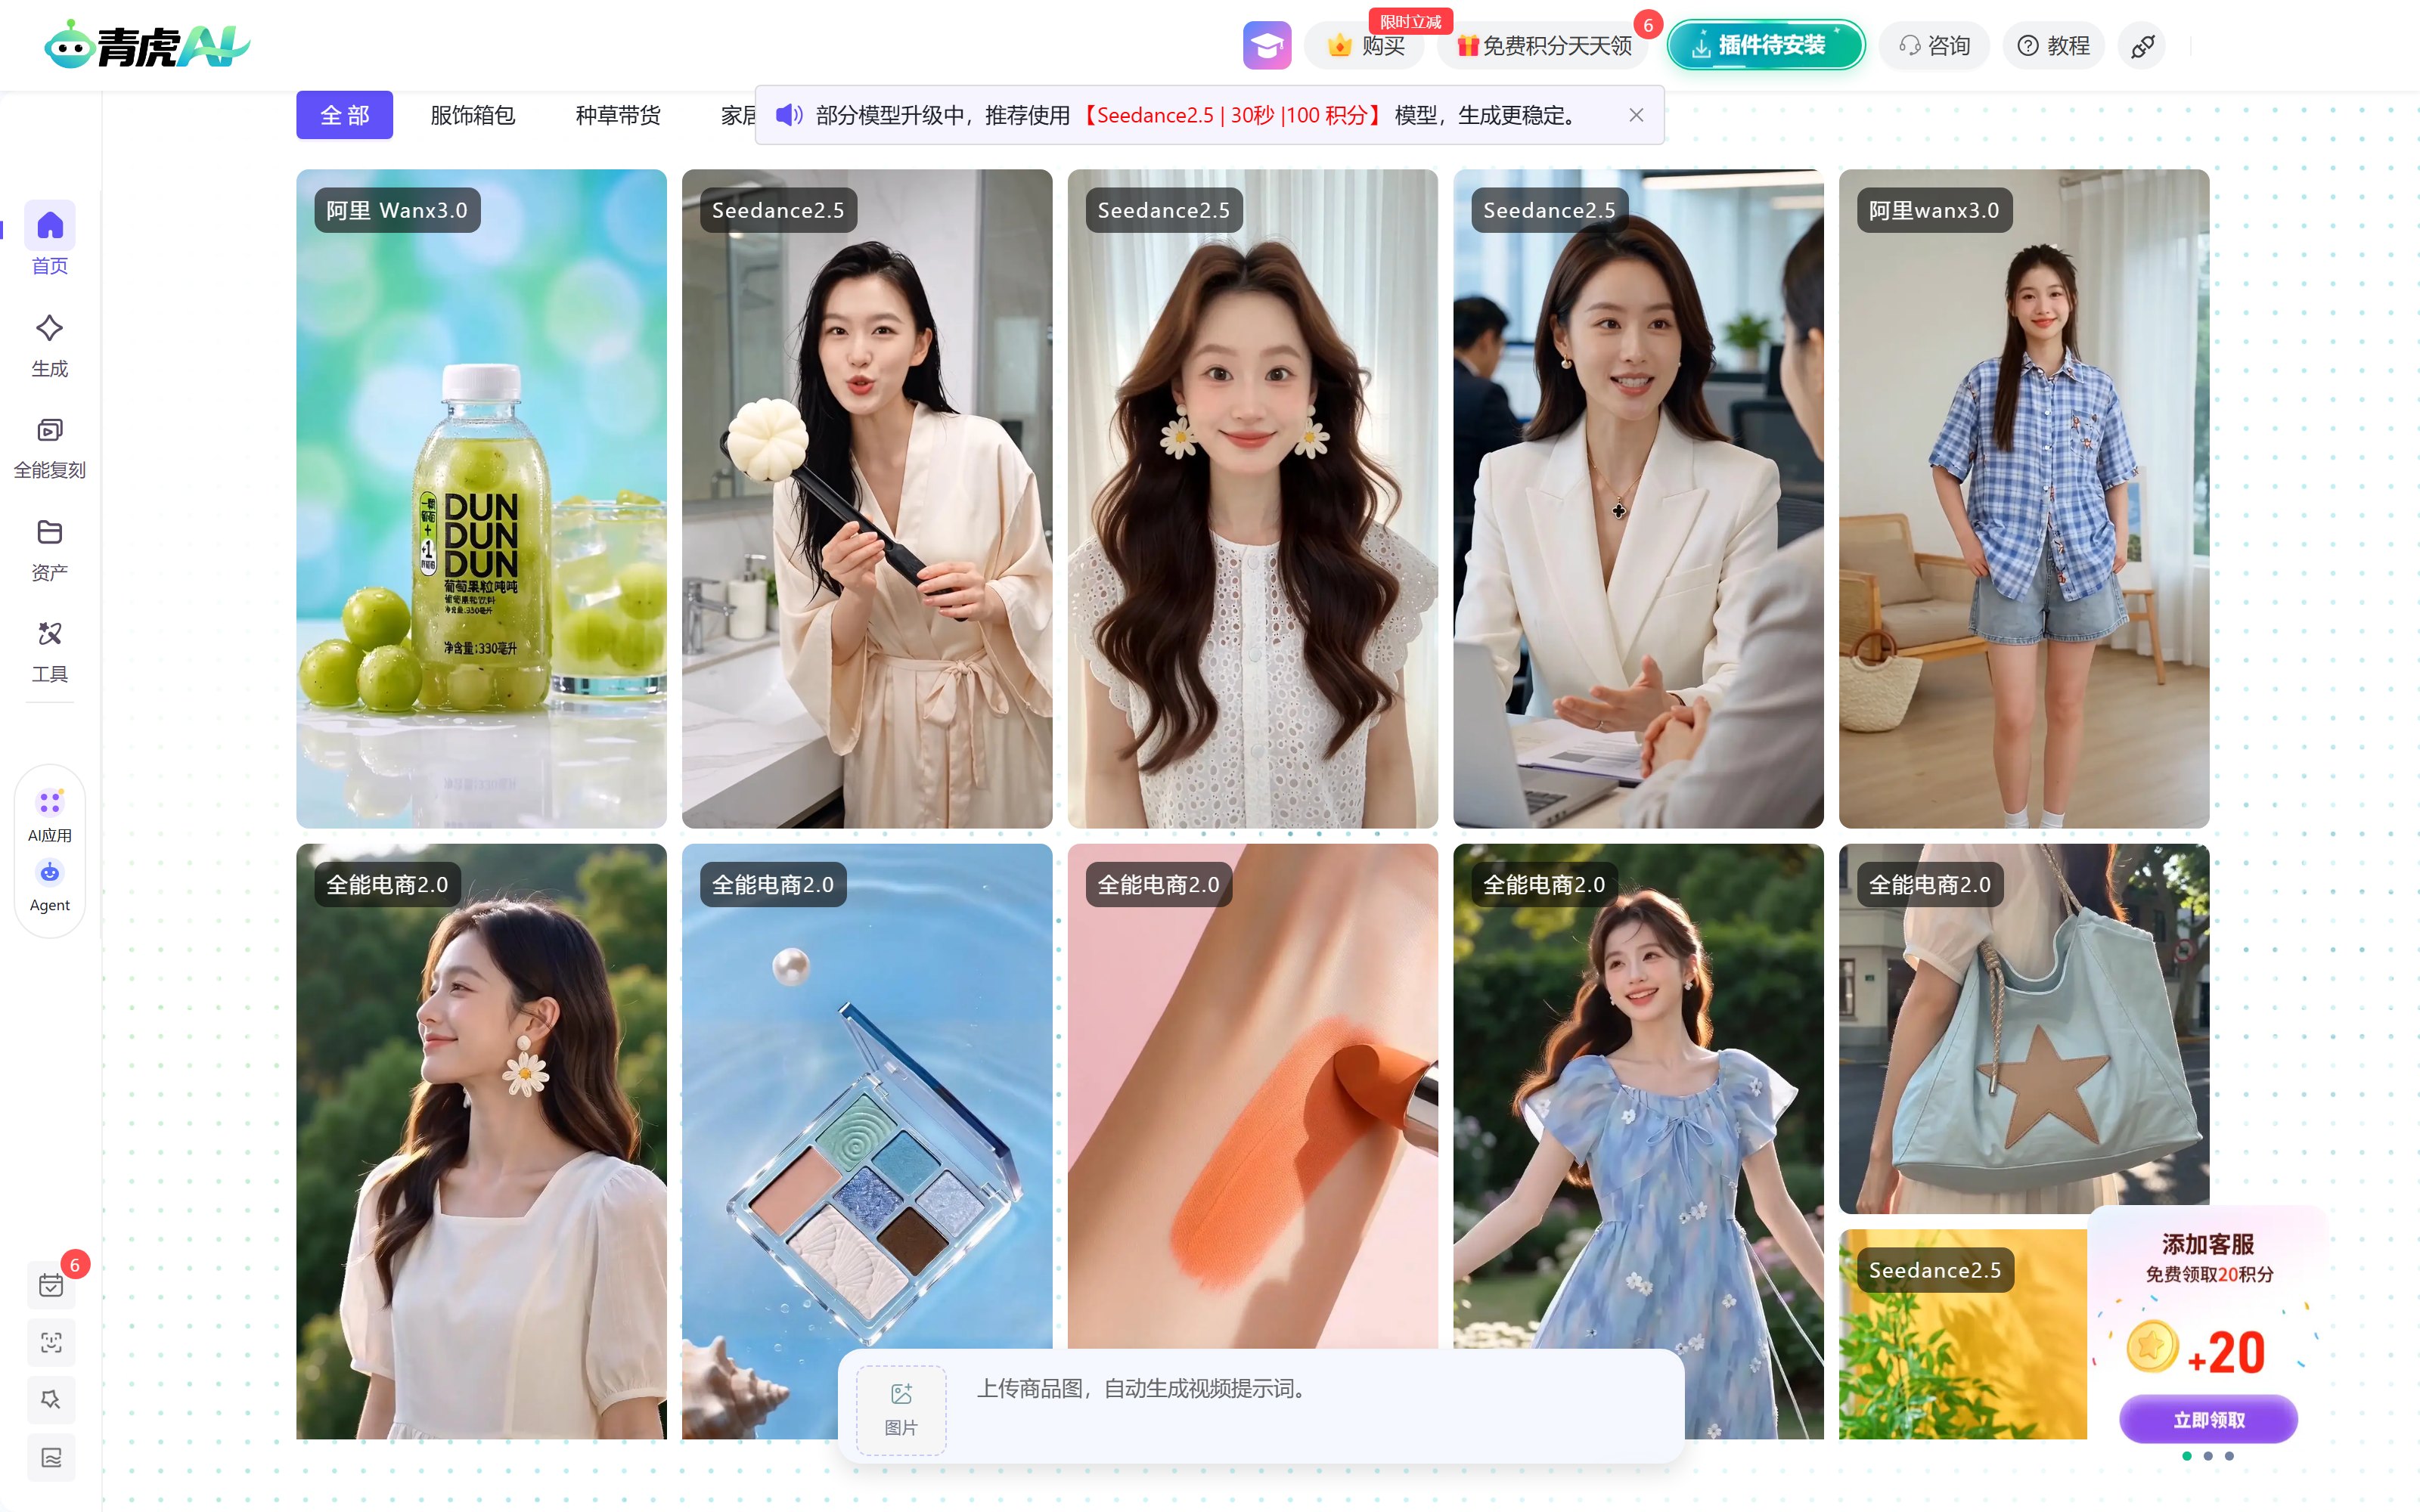 青虎AI
限时立减
购买
免费积分天天领
6
插件待安装
咨询
教程
全部
服饰箱包
种草带货
部分模型升级中，推荐使用【Seedance2.5 | 30秒 |100 积分】 模型，生成更稳定。
首页
生成
全能复刻
资产
工具
AI应用
Agent
6
阿里 Wanx3.0
DUN
DUN
DUN
葡萄果粒吨吨
净含量:330毫升
Seedance2.5
Seedance2.5
Seedance2.5
阿里wanx3.0
全能电商2.0
全能电商2.0
全能电商2.0
全能电商2.0
全能电商2.0
Seedance2.5
图片
上传商品图，自动生成视频提示词。
添加客服
免费领取20积分
+20
立即领取